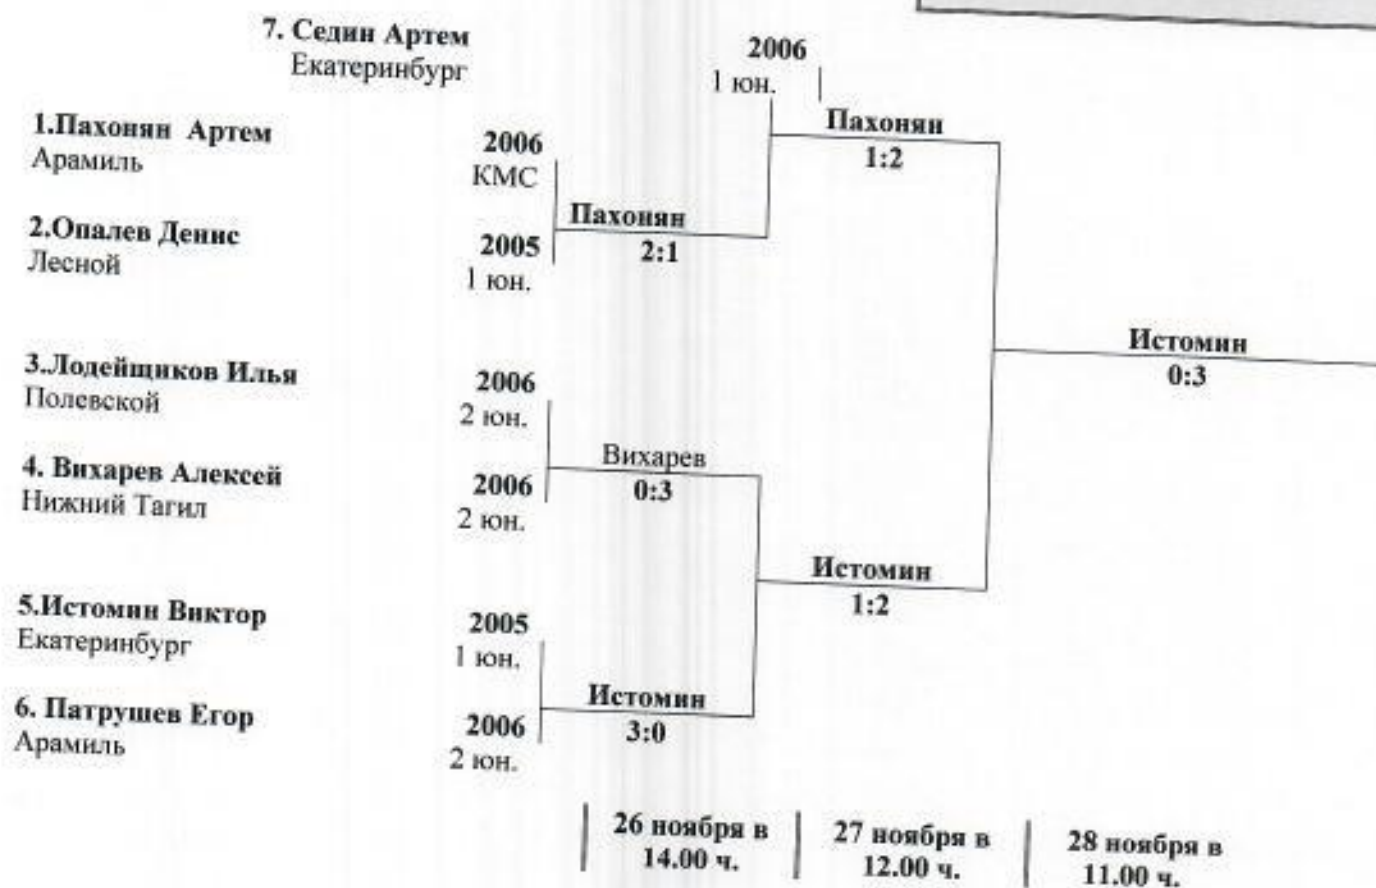 7. Седин Артем
Екатеринбург
2006
1 юн.
Пахонян
1:2
1.Пахонян Артем
Арамиль
2006
КМС
Пахонян
2:1
2.Опалев Денис
Лесной
2005
1 юн.
Истомин
0:3
3.Лодейщиков Илья
Полевской
2006
2 юн.
Вихарев
0:3
4. Вихарев Алексей
Нижний Тагил
2006
2 юн.
Истомин
1:2
5.Истомин Виктор
Екатеринбург
2005
1 юн.
Истомин
3:0
6. Патрушев Егор
Арамиль
2006
2 юн.
26 ноября в
14.00 ч.
27 ноября в
12.00 ч.
28 ноября в
11.00 ч.